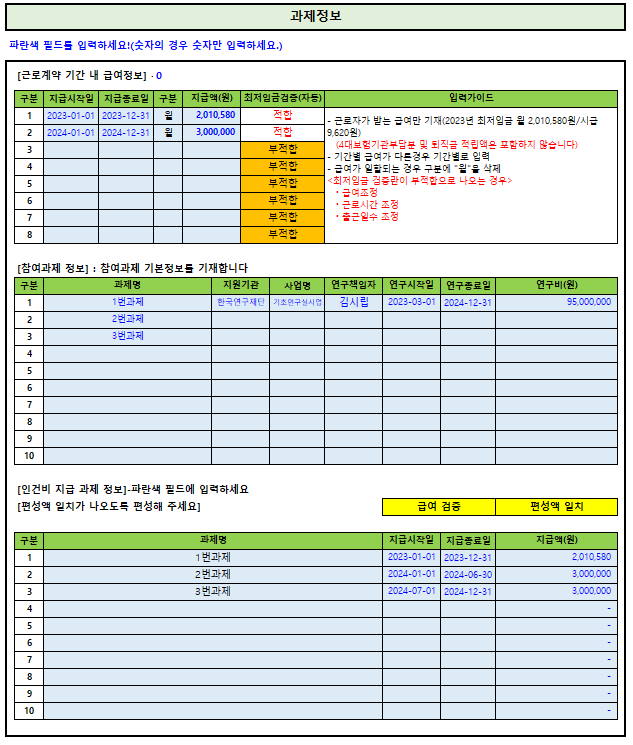 과제정보
파란색 필드를 입력하세요!(숫자의 경우 숫자만 입력하세요.)
[근로계약 기간 내 급여정보] · 0
구분 지급시작일 지급종료일 구분 지급액(원) 최저임금검증(자동) 입력가이드
1 2023-01-01 2023-12-31 월 2,010,580 적합
2 2024-01-01 2024-12-31 월 3,000,000 적합
3 부적합
4 부적합
5 부적합
6 부적합
7 부적합
8 부적합
- 근로자가 받는 급여만 기재(2023년 최저임금 월 2,010,580원/시급
9,620원)
(4대보험기관부담분 및 퇴직금 적립액은 포함하지 않습니다)
- 기간별 급여가 다른경우 기간별로 입력
- 급여가 일할되는 경우 구분에 "월"을 삭제
<최저임금 검증란이 부적합으로 나오는 경우>
· 급여조정
· 근로시간 조정
· 출근일수 조정
[참여과제 정보] : 참여과제 기본정보를 기재합니다
구분 과제명 지원기관 사업명 연구책임자 연구시작일 연구종료일 연구비(원)
1 1번과제 한국연구재단 기초연구실사업 김시립 2023-03-01 2024-12-31 95,000,000
2 2번과제
3 3번과제
4
5
6
7
8
9
10
[인건비 지급 과제 정보]-파란색 필드에 입력하세요
[편성액 일치가 나오도록 편성해 주세요] 급여 검증 편성액 일치
구분 과제명 지급시작일 지급종료일 지급액(원)
1 1번과제 2023-01-01 2023-12-31 2,010,580
2 2번과제 2024-01-01 2024-06-30 3,000,000
3 3번과제 2024-07-01 2024-12-31 3,000,000
4 -
5 -
6 -
7 -
8 -
9 -
10 -